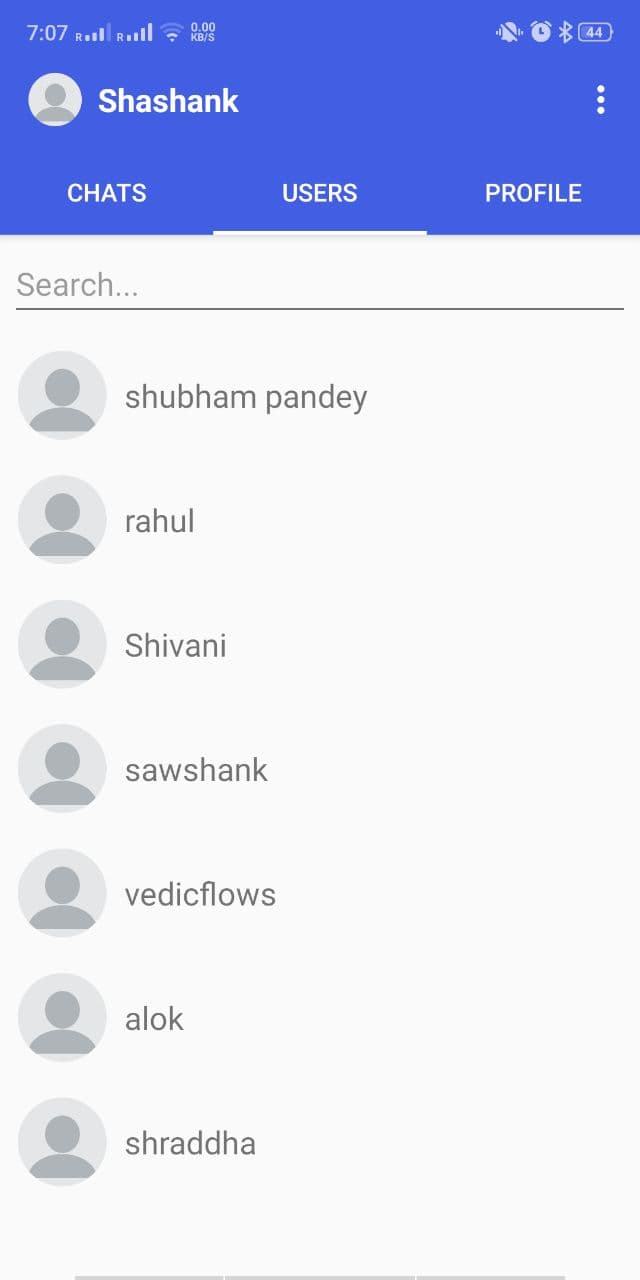 7:07 R R 0.00 KB/S 44
Shashank
CHATS USERS PROFILE
Search...
shubham pandey
rahul
Shivani
sawshank
vedicflows
alok
shraddha